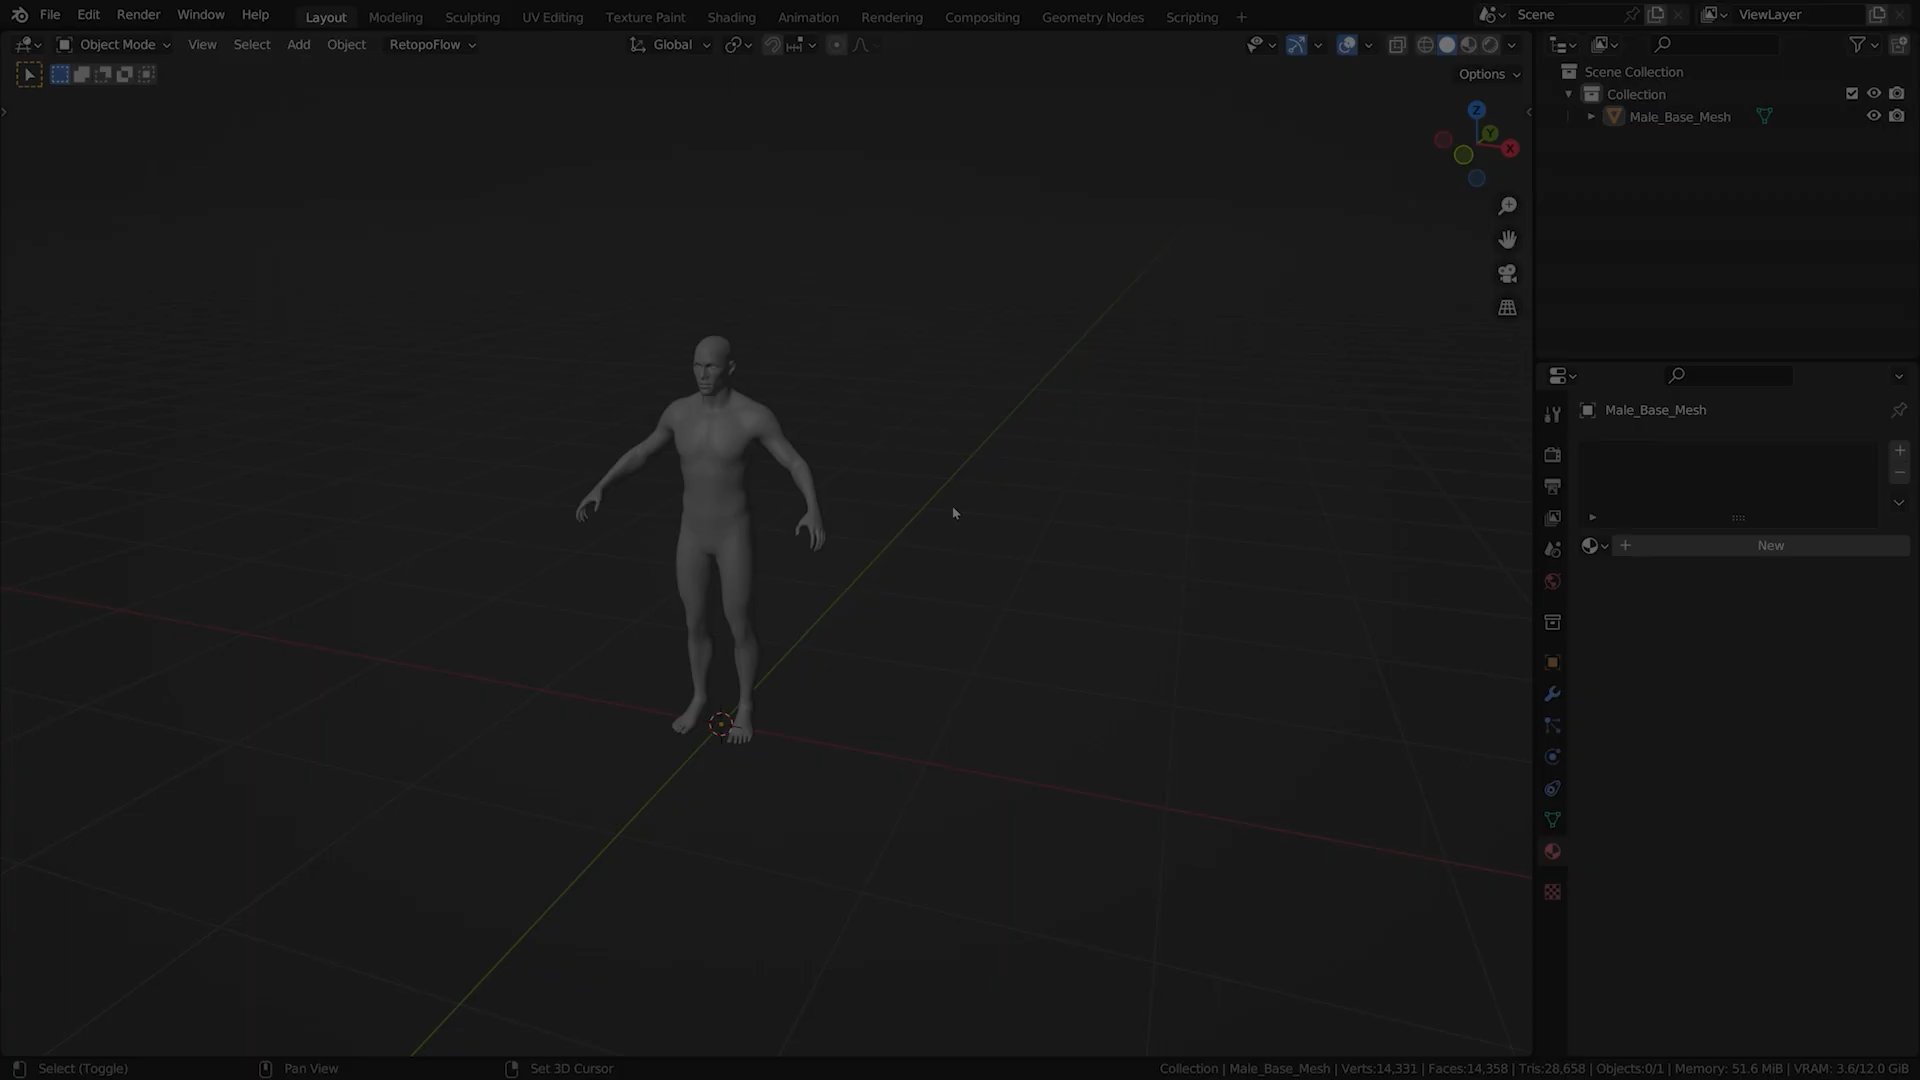 File Edit Render Window Help Layout Modeling Sculpting UV Editing Texture Paint Shading Animation Rendering Compositing Geometry Nodes Scripting + Scene ViewLayer
Object Mode View Select Add Object RetopoFlow Global
Options
Scene Collection
Collection
Male_Base_Mesh
Z
Y
X
Male_Base_Mesh
New
Select (Toggle) Pan View Set 3D Cursor Collection | Male_Base_Mesh | Verts:14,331 | Faces:14,358 | Tris:28,658 | Objects:0/1 | Memory: 51.6 MiB | VRAM: 3.6/12.0 GiB